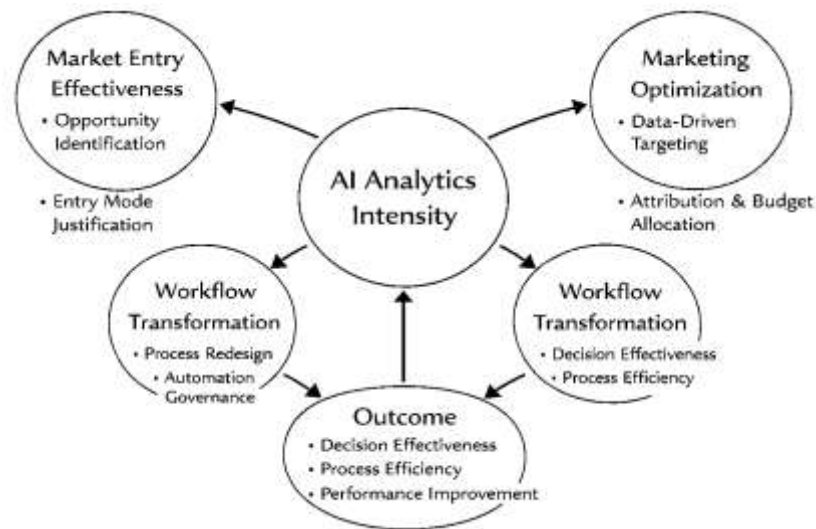 Market Entry
Effectiveness
• Opportunity
Identification
• Entry Mode
Justification
Marketing
Optimization
• Data-Driven
Targeting
• Attribution & Budget
Allocation
AI Analytics
Intensity
Workflow
Transformation
• Process Redesign
• Automation
Governance
Workflow
Transformation
• Decision Effectiveness
• Process Efficiency
Outcome
• Decision Effectiveness
• Process Efficiency
• Performance Improvement